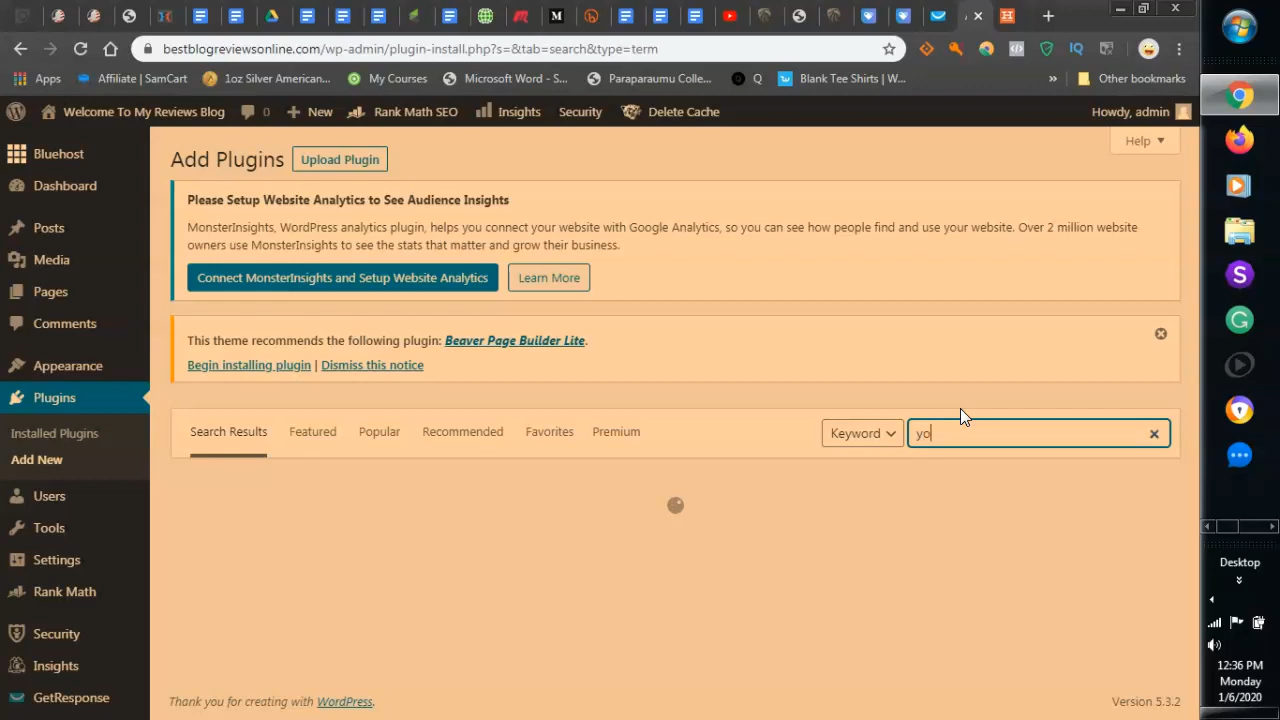 bestblogreviewsonline.com/wp-admin/plugin-install.php?s=&tab=search&type=term
Apps
Affiliate | SamCart
1oz Silver American...
My Courses
Microsoft Word - S...
Paraparaumu Colle...
Q
Blank Tee Shirts | W...
»
Other bookmarks
Welcome To My Reviews Blog
0
New
Rank Math SEO
Insights
Security
Delete Cache
Howdy, admin
Bluehost
Dashboard
Posts
Media
Pages
Comments
Appearance
Plugins
Installed Plugins
Add New
Users
Tools
Settings
Rank Math
Security
Insights
GetResponse
Add Plugins
Upload Plugin
Help
Please Setup Website Analytics to See Audience Insights
MonsterInsights, WordPress analytics plugin, helps you connect your website with Google Analytics, so you can see how people find and use your website. Over 2 million website
owners use MonsterInsights to see the stats that matter and grow their business.
Connect MonsterInsights and Setup Website Analytics
Learn More
This theme recommends the following plugin: Beaver Page Builder Lite.
Begin installing plugin | Dismiss this notice
Search Results
Featured
Popular
Recommended
Favorites
Premium
Keyword
yo
Thank you for creating with WordPress.
Version 5.3.2
Desktop
12:36 PM
Monday
1/6/2020